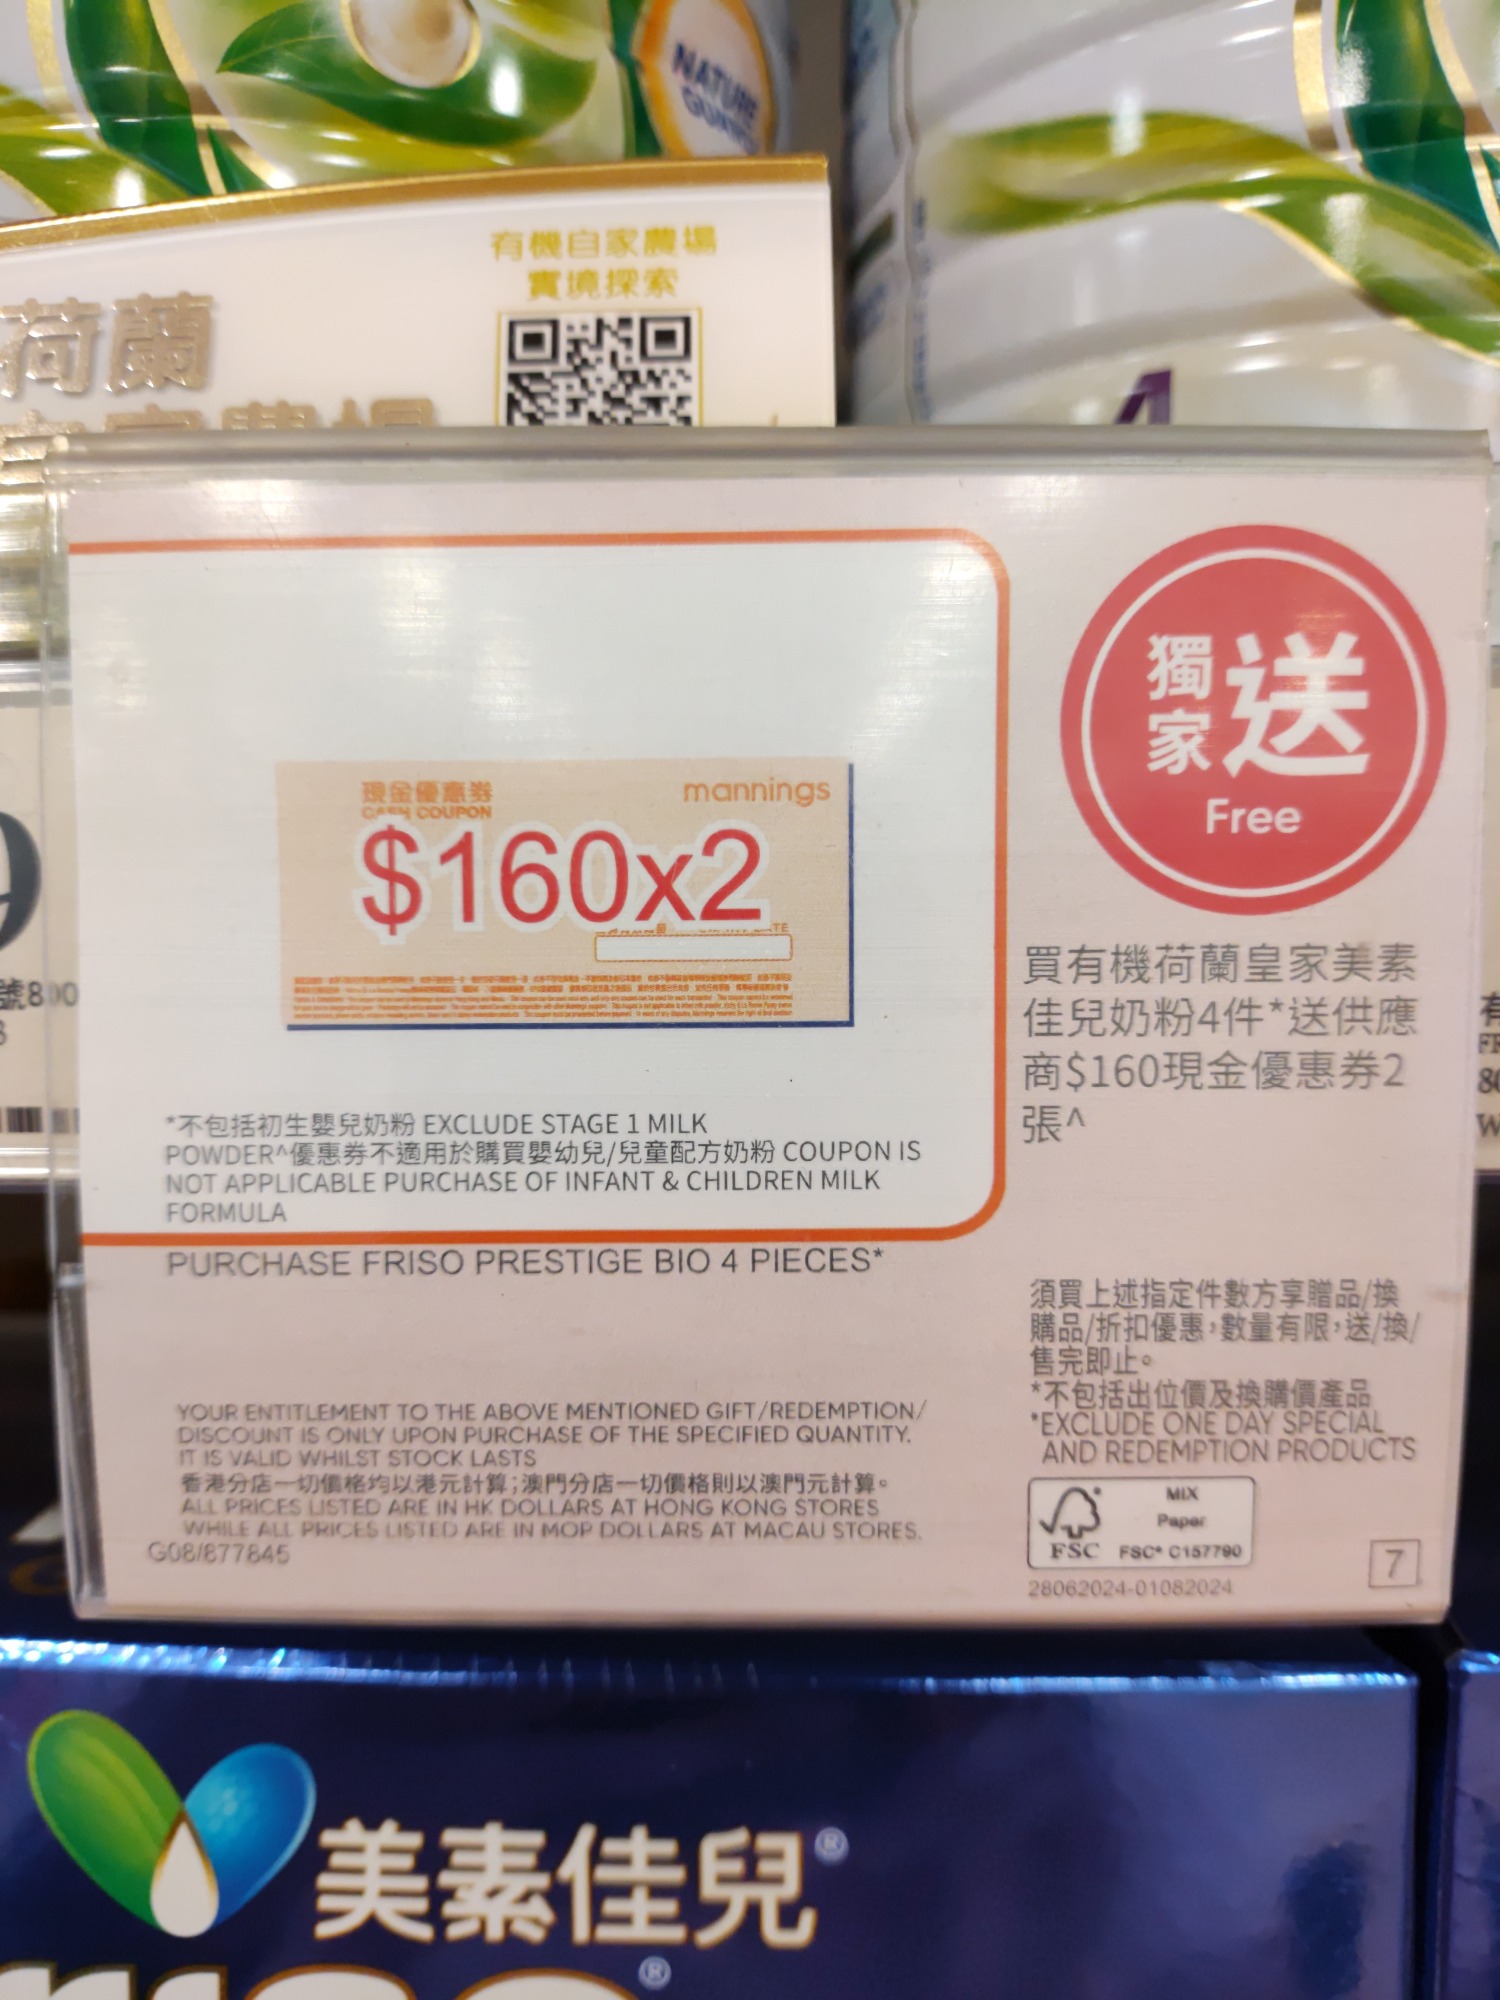 NATURE
有機自家農場
實境探索
荷蘭
4
獨家 送
Free
現金優惠券
mannings
CASH COUPON
$160x2
買有機荷蘭皇家美素
佳兒奶粉4件*送供應
商$160現金優惠券2
張^
*不包括初生嬰兒奶粉 EXCLUDE STAGE 1 MILK
POWDER^優惠券不適用於購買嬰幼兒/兒童配方奶粉 COUPON IS
NOT APPLICABLE PURCHASE OF INFANT & CHILDREN MILK
FORMULA
PURCHASE FRISO PRESTIGE BIO 4 PIECES*
須買上述指定件數方享贈品/換
購品/折扣優惠，數量有限，送/換/
售完即止。
*不包括出位價及換購價產品
*EXCLUDE ONE DAY SPECIAL
AND REDEMPTION PRODUCTS
YOUR ENTITLEMENT TO THE ABOVE MENTIONED GIFT/REDEMPTION/
DISCOUNT IS ONLY UPON PURCHASE OF THE SPECIFIED QUANTITY.
IT IS VALID WHILST STOCK LASTS
香港分店一切價格均以港元計算；澳門分店一切價格則以澳門元計算。
ALL PRICES LISTED ARE IN HK DOLLARS AT HONG KONG STORES
WHILE ALL PRICES LISTED ARE IN MOP DOLLARS AT MACAU STORES.
G08/877845
MIX
Paper
FSC FSC® C157790
28062024-01082024
7
美素佳兒®